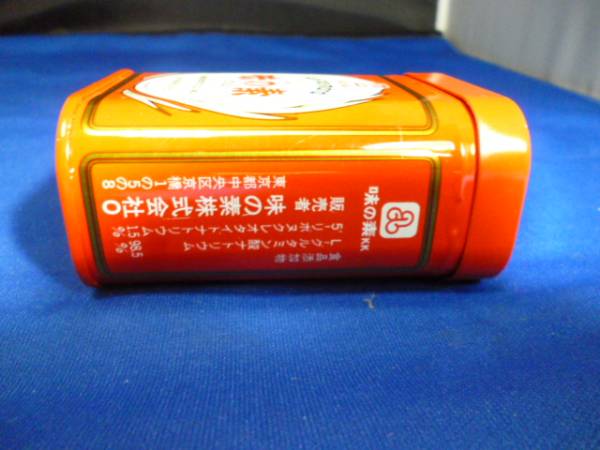 味の素KK
食品添加物
L-グルタミン酸ナトリウム 98.5%
5'-リボヌクレオタイドナトリウム 1.5%
販売者 味の素株式会社O
東京都中央区京橋1の5の8